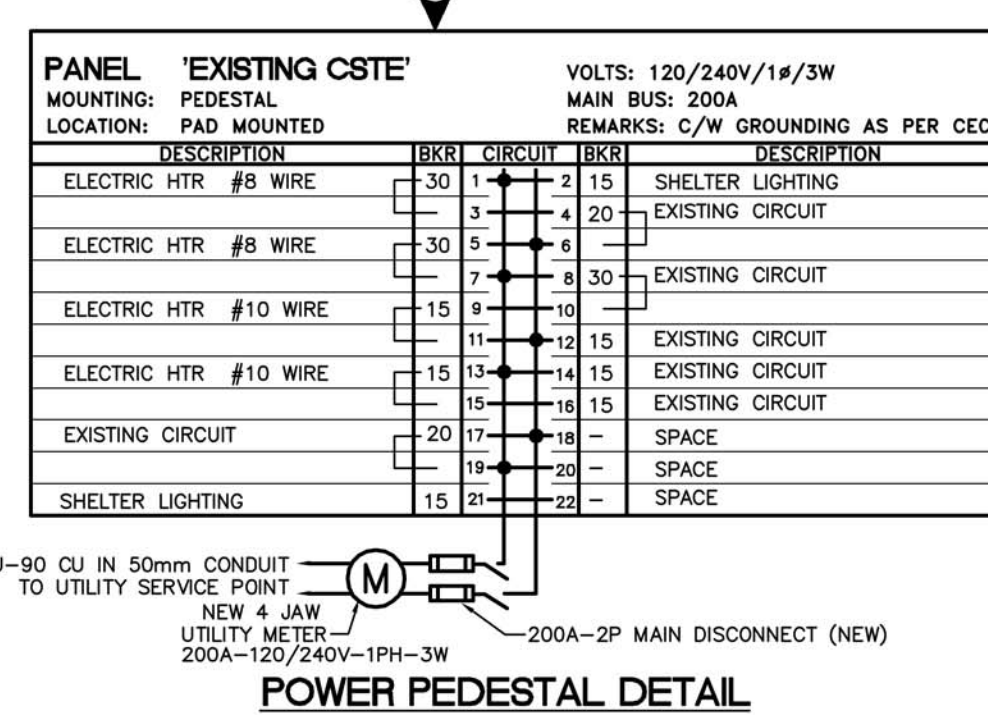 PANEL 'EXISTING CSTE'
MOUNTING: PEDESTAL
LOCATION: PAD MOUNTED
VOLTS: 120/240V/1ø/3W
MAIN BUS: 200A
REMARKS: C/W GROUNDING AS PER CEC
DESCRIPTION BKR CIRCUIT BKR DESCRIPTION
ELECTRIC HTR #8 WIRE 30 1 2 15 SHELTER LIGHTING
— 3 4 20 EXISTING CIRCUIT
ELECTRIC HTR #8 WIRE 30 5 6 —
— 7 8 30 EXISTING CIRCUIT
ELECTRIC HTR #10 WIRE 15 9 10 —
— 11 12 15 EXISTING CIRCUIT
ELECTRIC HTR #10 WIRE 15 13 14 15 EXISTING CIRCUIT
— 15 16 15 EXISTING CIRCUIT
EXISTING CIRCUIT 20 17 18 – SPACE
— 19 20 – SPACE
SHELTER LIGHTING 15 21 22 – SPACE
-90 CU IN 50mm CONDUIT
TO UTILITY SERVICE POINT
M
NEW 4 JAW
UTILITY METER
200A-120/240V-1PH-3W
200A-2P MAIN DISCONNECT (NEW)
POWER PEDESTAL DETAIL